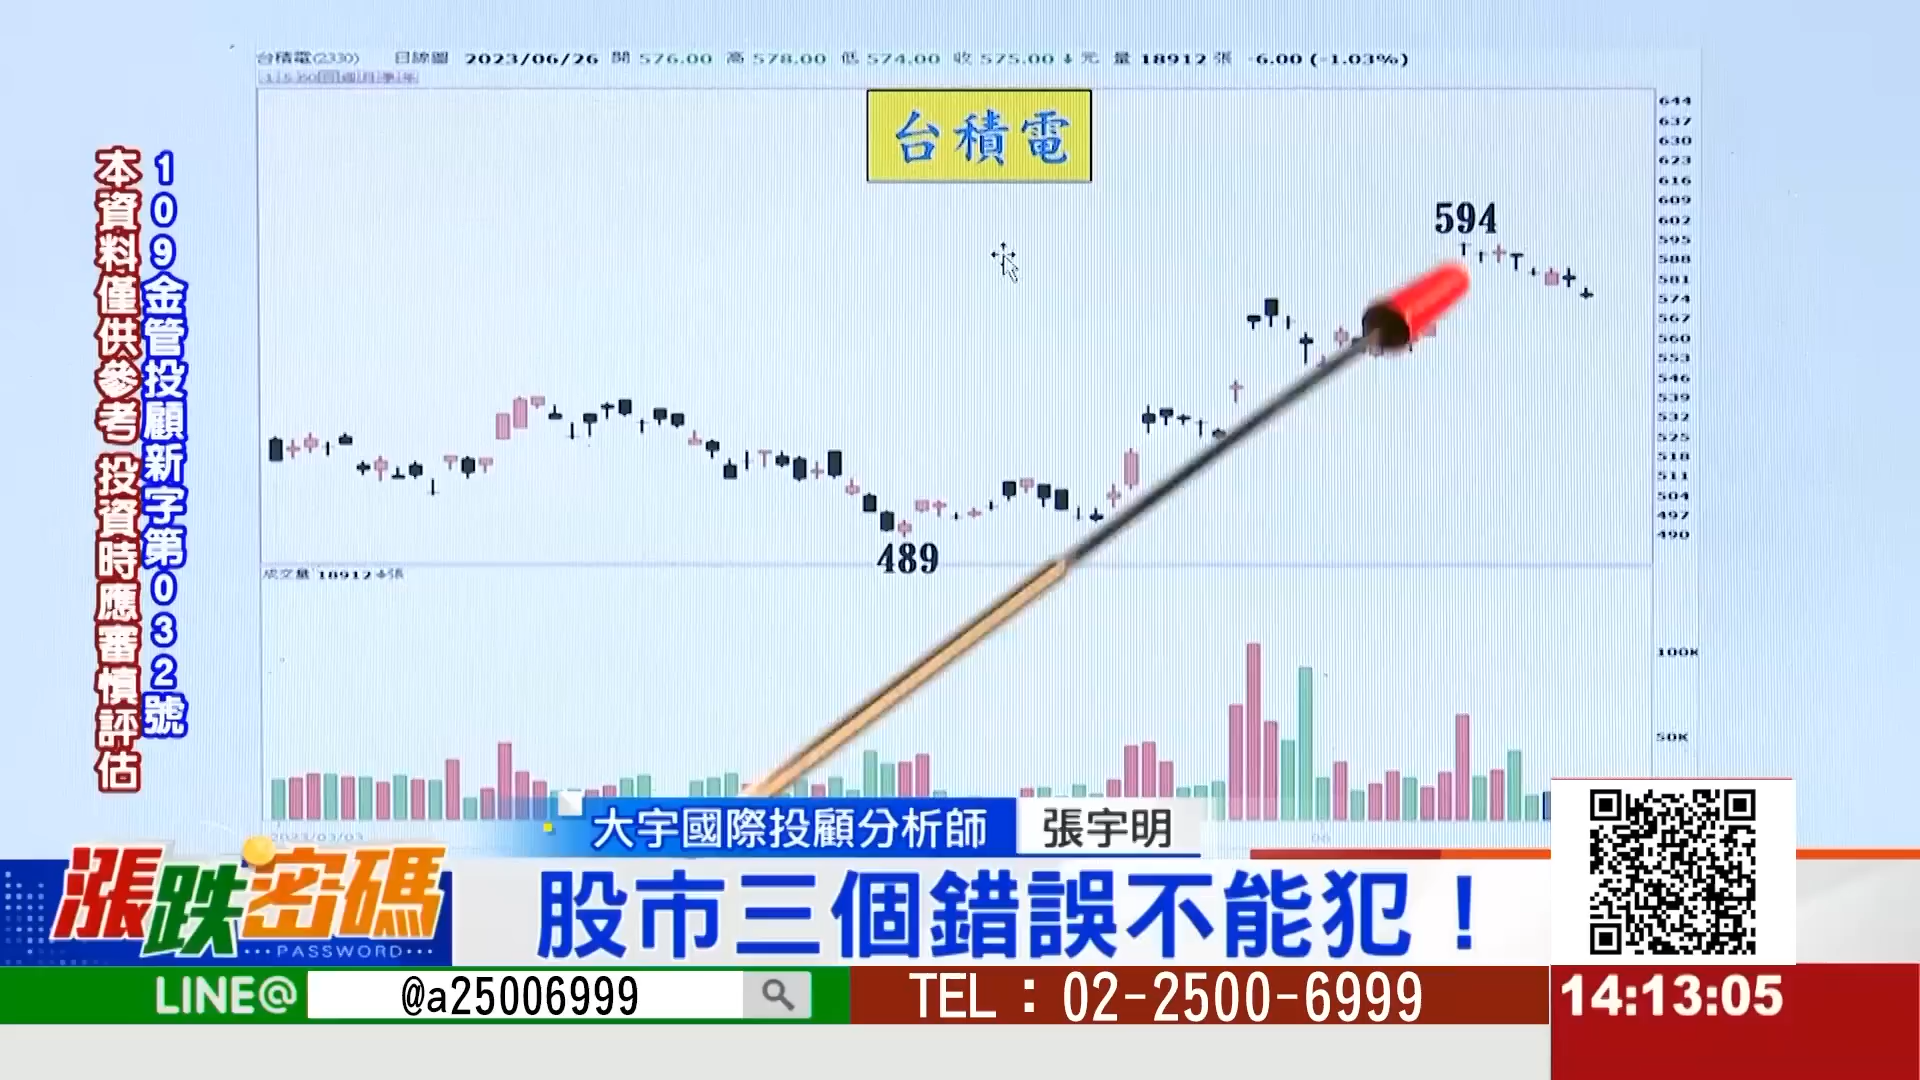 台積電(2330) 日線圖 2023/06/26 開 576.00 高 578.00 低 574.00 收 575.00 ↓ 元 量 18912 張 -6.00 (-1.03%)
台積電
644
637
630
623
616
609
602
595
588
581
574
567
560
553
546
539
532
525
518
511
504
497
490
594
489
成交量 18912 ↓張
100K
50K
2023/03/03
06
109金管投顧新字第032號
本資料僅供參考 投資時應審慎評估
大宇國際投顧分析師 張宇明
漲跌密碼
PASSWORD
股市三個錯誤不能犯！
LINE@ @a25006999
TEL：02-2500-6999
14:13:05